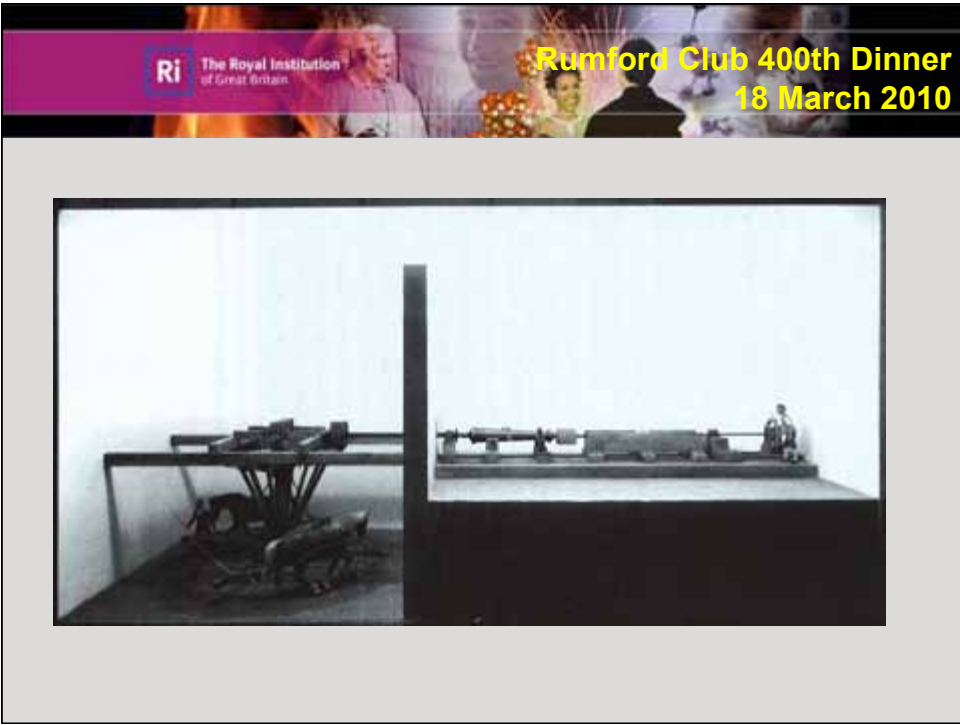 Ri
The Royal Institution
of Great Britain
Rumford Club 400th Dinner
18 March 2010